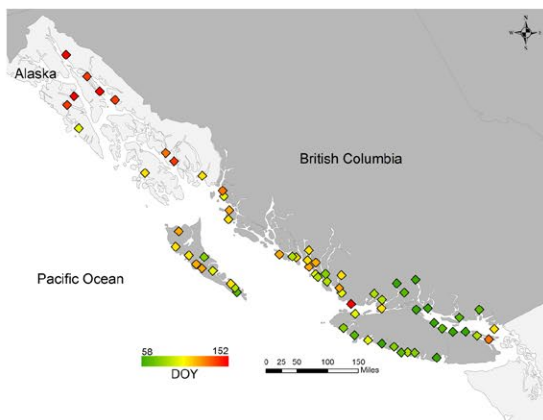 N
W
E
S
Alaska
British Columbia
Pacific Ocean
58
152
DOY
0 25 50 100 150
Miles